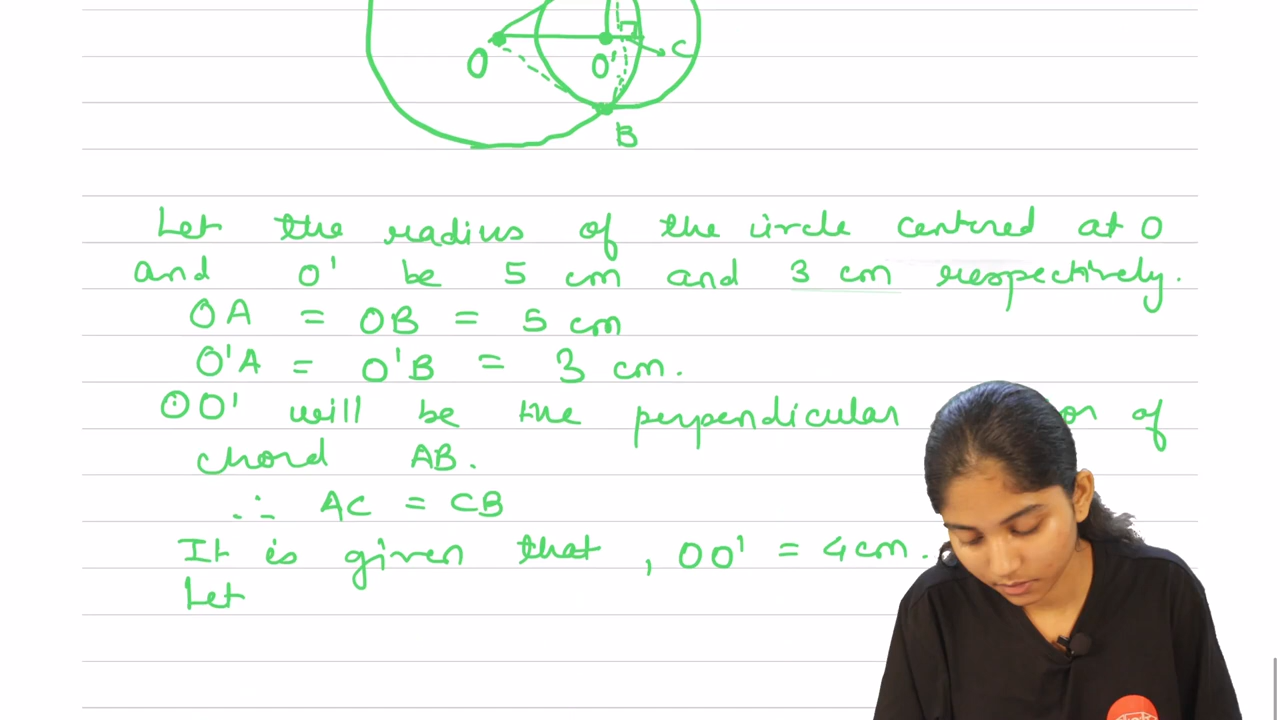 O
O'
C
B
Let the radius of the circle centred at O
and O' be 5 cm and 3 cm respectively.
OA = OB = 5 cm
O'A = O'B = 3 cm.
OO' will be the perpendicular of
chord AB.
∴ AC = CB
It is given that, OO' = 4cm.
Let